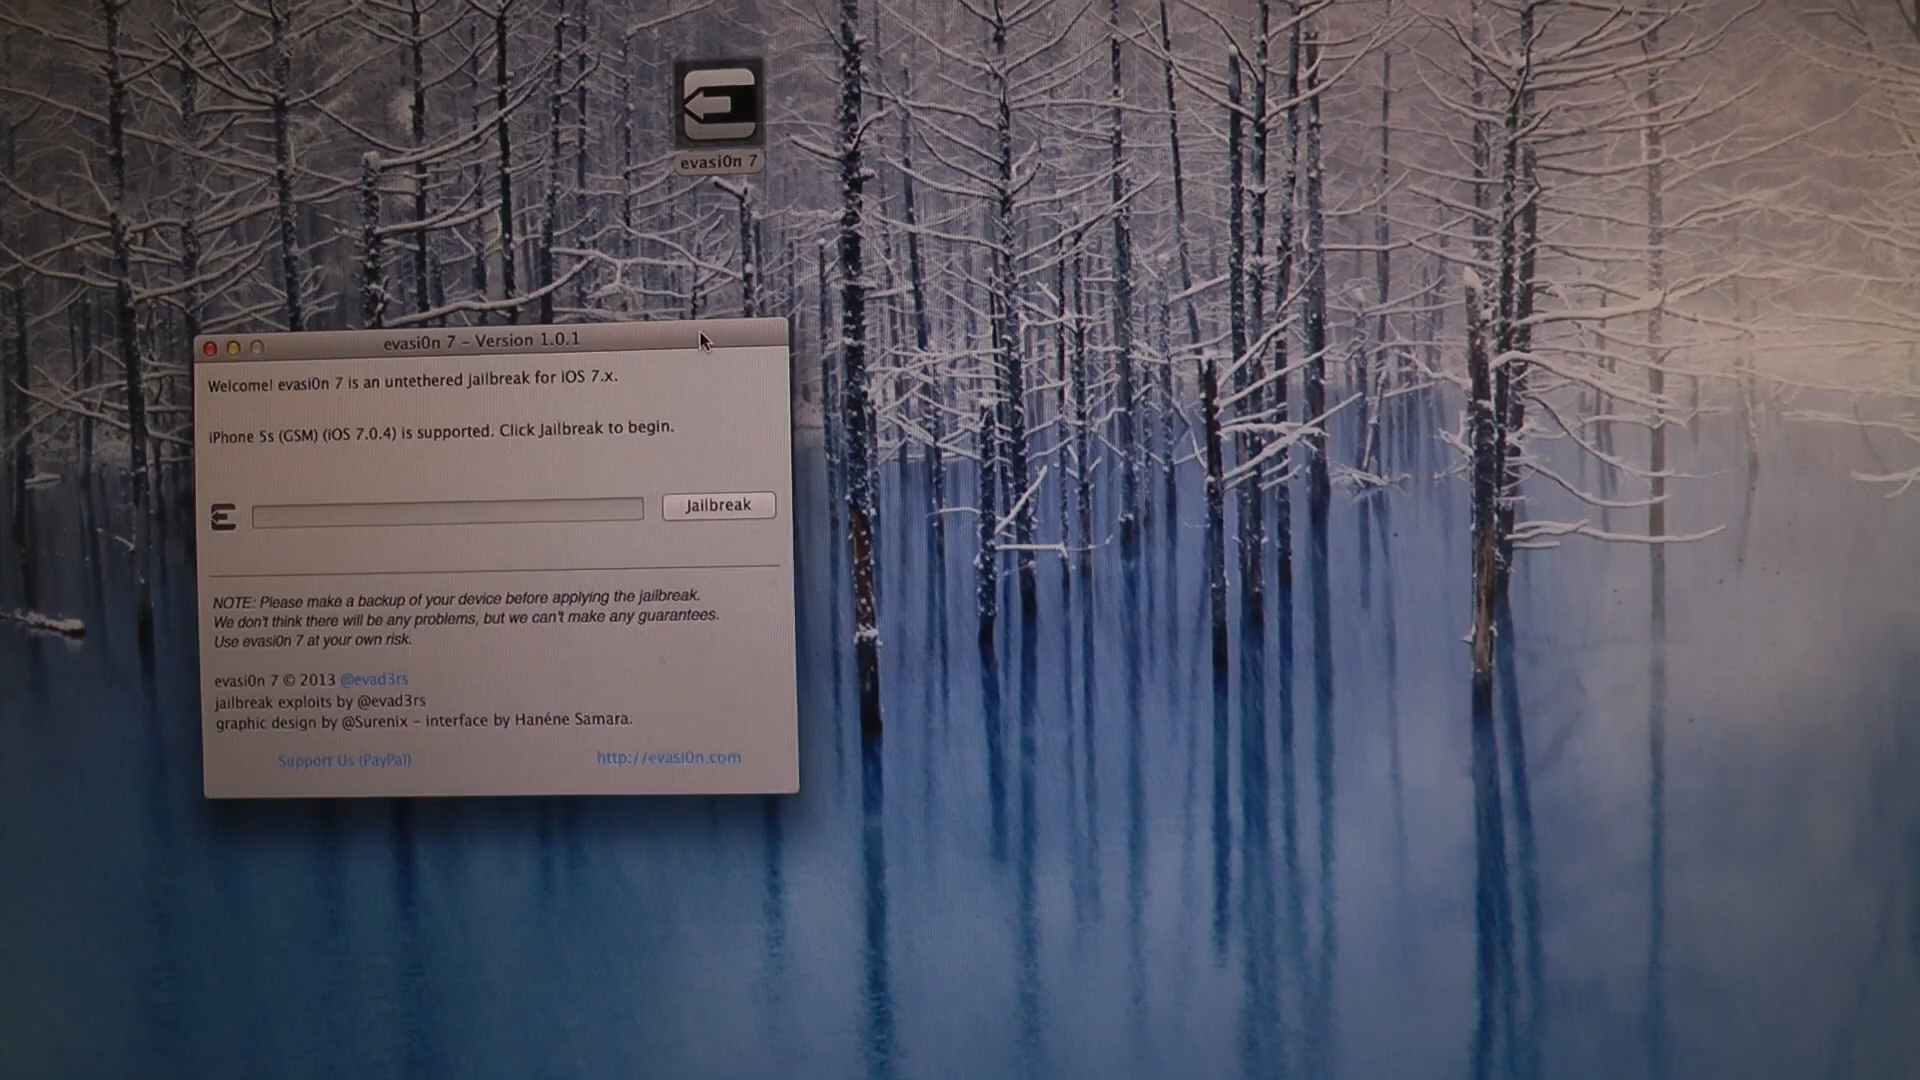 evasi0n 7
evasi0n 7 – Version 1.0.1
Welcome! evasi0n 7 is an untethered jailbreak for iOS 7.x.
iPhone 5s (GSM) (iOS 7.0.4) is supported. Click Jailbreak to begin.
Jailbreak
NOTE: Please make a backup of your device before applying the jailbreak.
We don't think there will be any problems, but we can't make any guarantees.
Use evasi0n 7 at your own risk.
evasi0n 7 © 2013 @evad3rs
jailbreak exploits by @evad3rs
graphic design by @Surenix – interface by Hanéne Samara.
Support Us (PayPal)
http://evasi0n.com